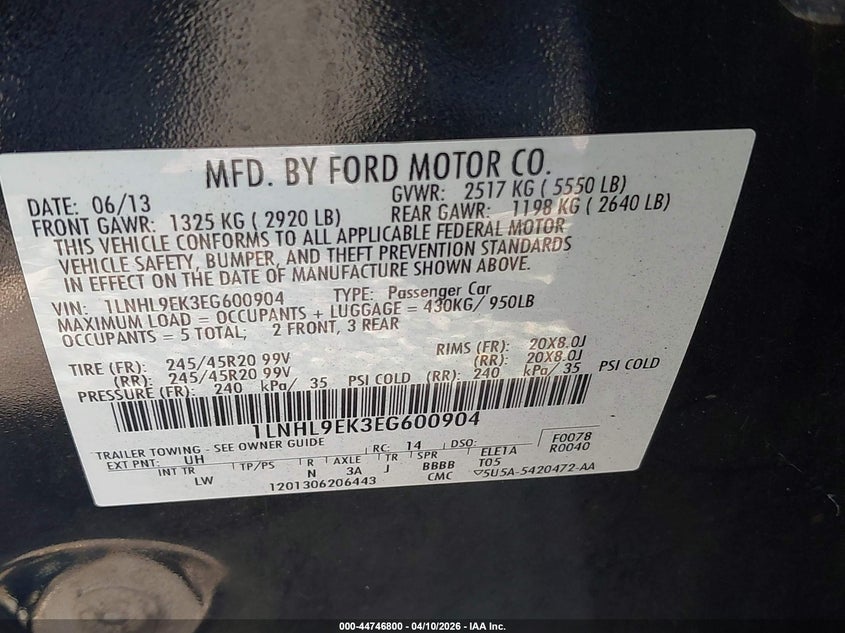 MFD. BY FORD MOTOR CO.
DATE: 06/13
GVWR: 2517 KG ( 5550 LB)
FRONT GAWR: 1325 KG ( 2920 LB)
REAR GAWR: 1198 KG ( 2640 LB)
THIS VEHICLE CONFORMS TO ALL APPLICABLE FEDERAL MOTOR
VEHICLE SAFETY, BUMPER, AND THEFT PREVENTION STANDARDS
IN EFFECT ON THE DATE OF MANUFACTURE SHOWN ABOVE.
VIN: 1LNHL9EK3EG600904
TYPE: Passenger Car
MAXIMUM LOAD = OCCUPANTS + LUGGAGE = 430KG/ 950LB
OCCUPANTS = 5 TOTAL; 2 FRONT, 3 REAR
TIRE (FR): 245/45R20 99V
RIMS (FR): 20X8.0J
(RR): 245/45R20 99V
(RR): 20X8.0J
PRESSURE (FR): 240 kPa/ 35 PSI COLD
(RR): 240 kPa/ 35 PSI COLD
1LNHL9EK3EG600904
TRAILER TOWING - SEE OWNER GUIDE
RC: 14 DSO:
F0078
R0040
EXT PNT: UH
INT TR TP/PS R AXLE TR SPR ELE1A
LW N 3A J BBBB T05
CMC
1201306206443
▽5U5A-5420472-AA
000-44746800 - 04/10/2026 - IAA Inc.